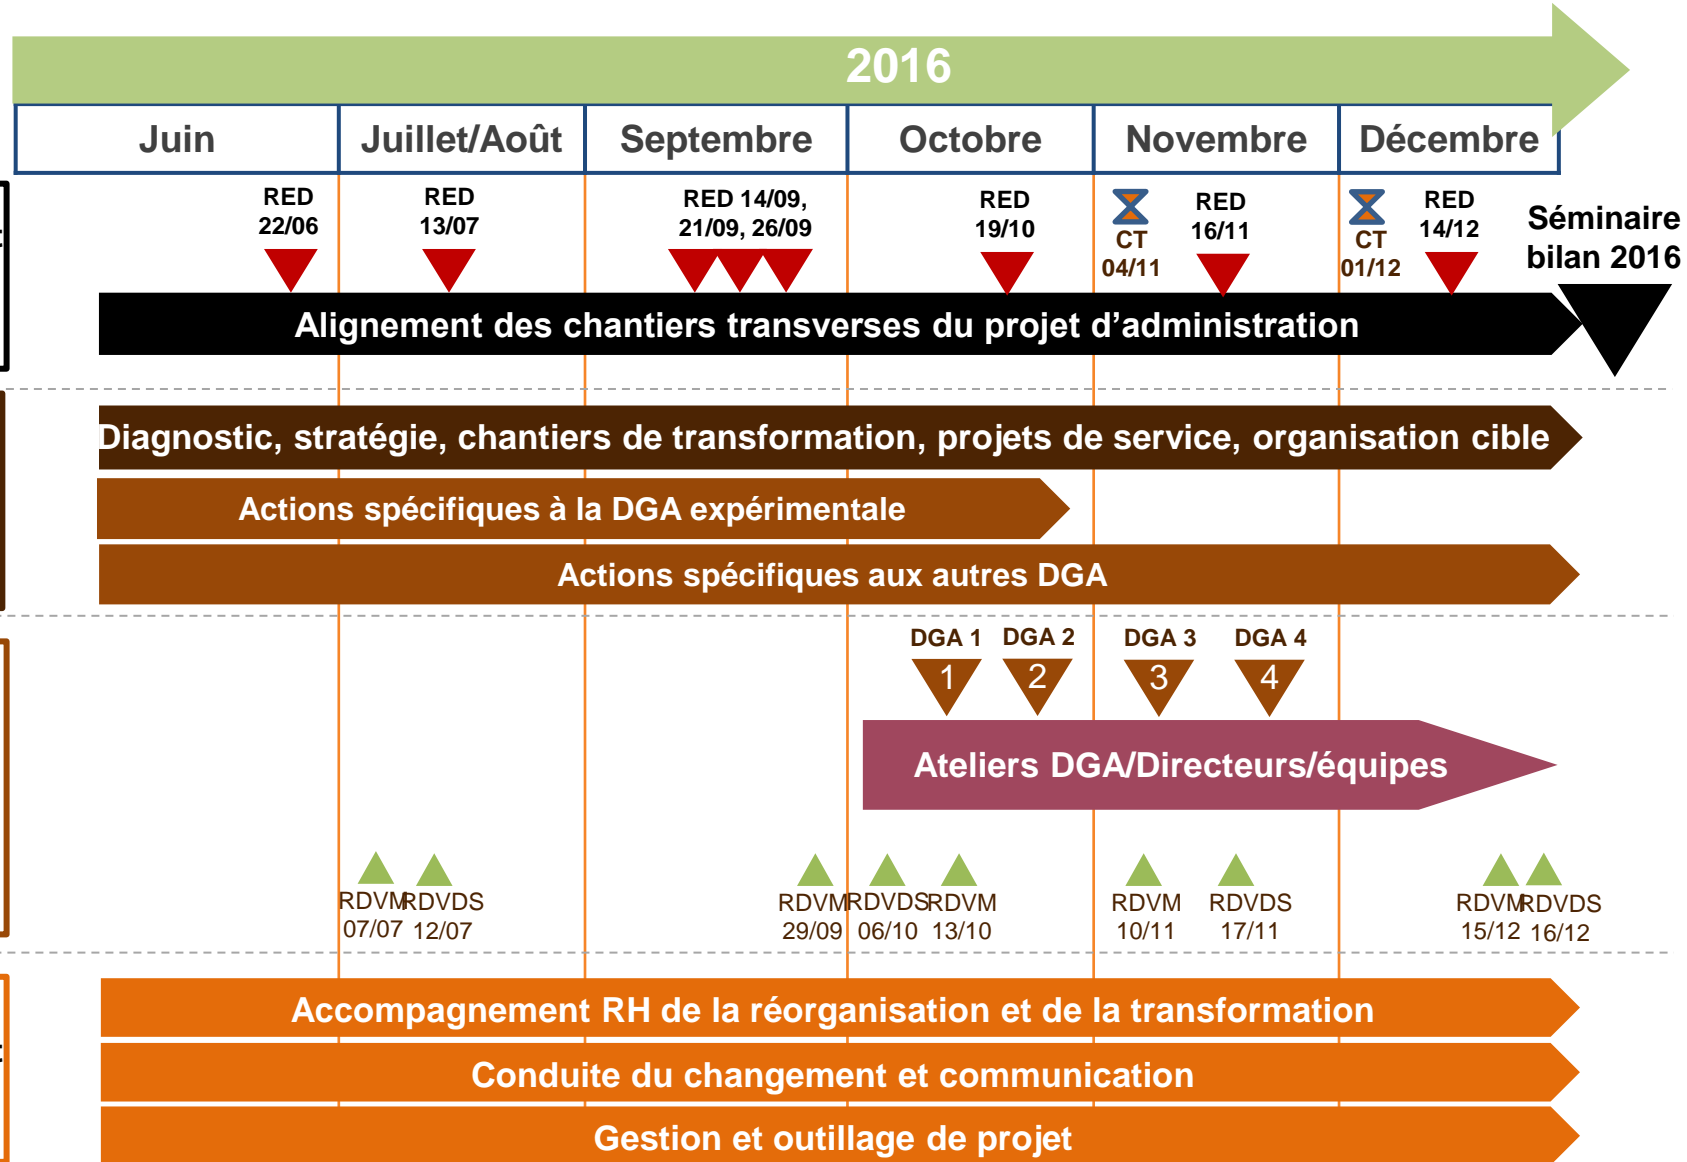 2016
Juin
Juillet/Août
Septembre
Octobre
Novembre
Décembre
RED
22/06
RED
13/07
RED 14/09,
21/09, 26/09
RED
19/10
CT
04/11
RED
16/11
CT
01/12
RED
14/12
Séminaire
bilan 2016
Alignement des chantiers transverses du projet d’administration
Diagnostic, stratégie, chantiers de transformation, projets de service, organisation cible
Actions spécifiques à la DGA expérimentale
Actions spécifiques aux autres DGA
DGA 1
DGA 2
DGA 3
DGA 4
1
2
3
4
Ateliers DGA/Directeurs/équipes
RDVM
07/07
RDVDS
12/07
RDVM
29/09
RDVDS
06/10
RDVM
13/10
RDVM
10/11
RDVDS
17/11
RDVM
15/12
RDVDS
16/12
Accompagnement RH de la réorganisation et de la transformation
Conduite du changement et communication
Gestion et outillage de projet